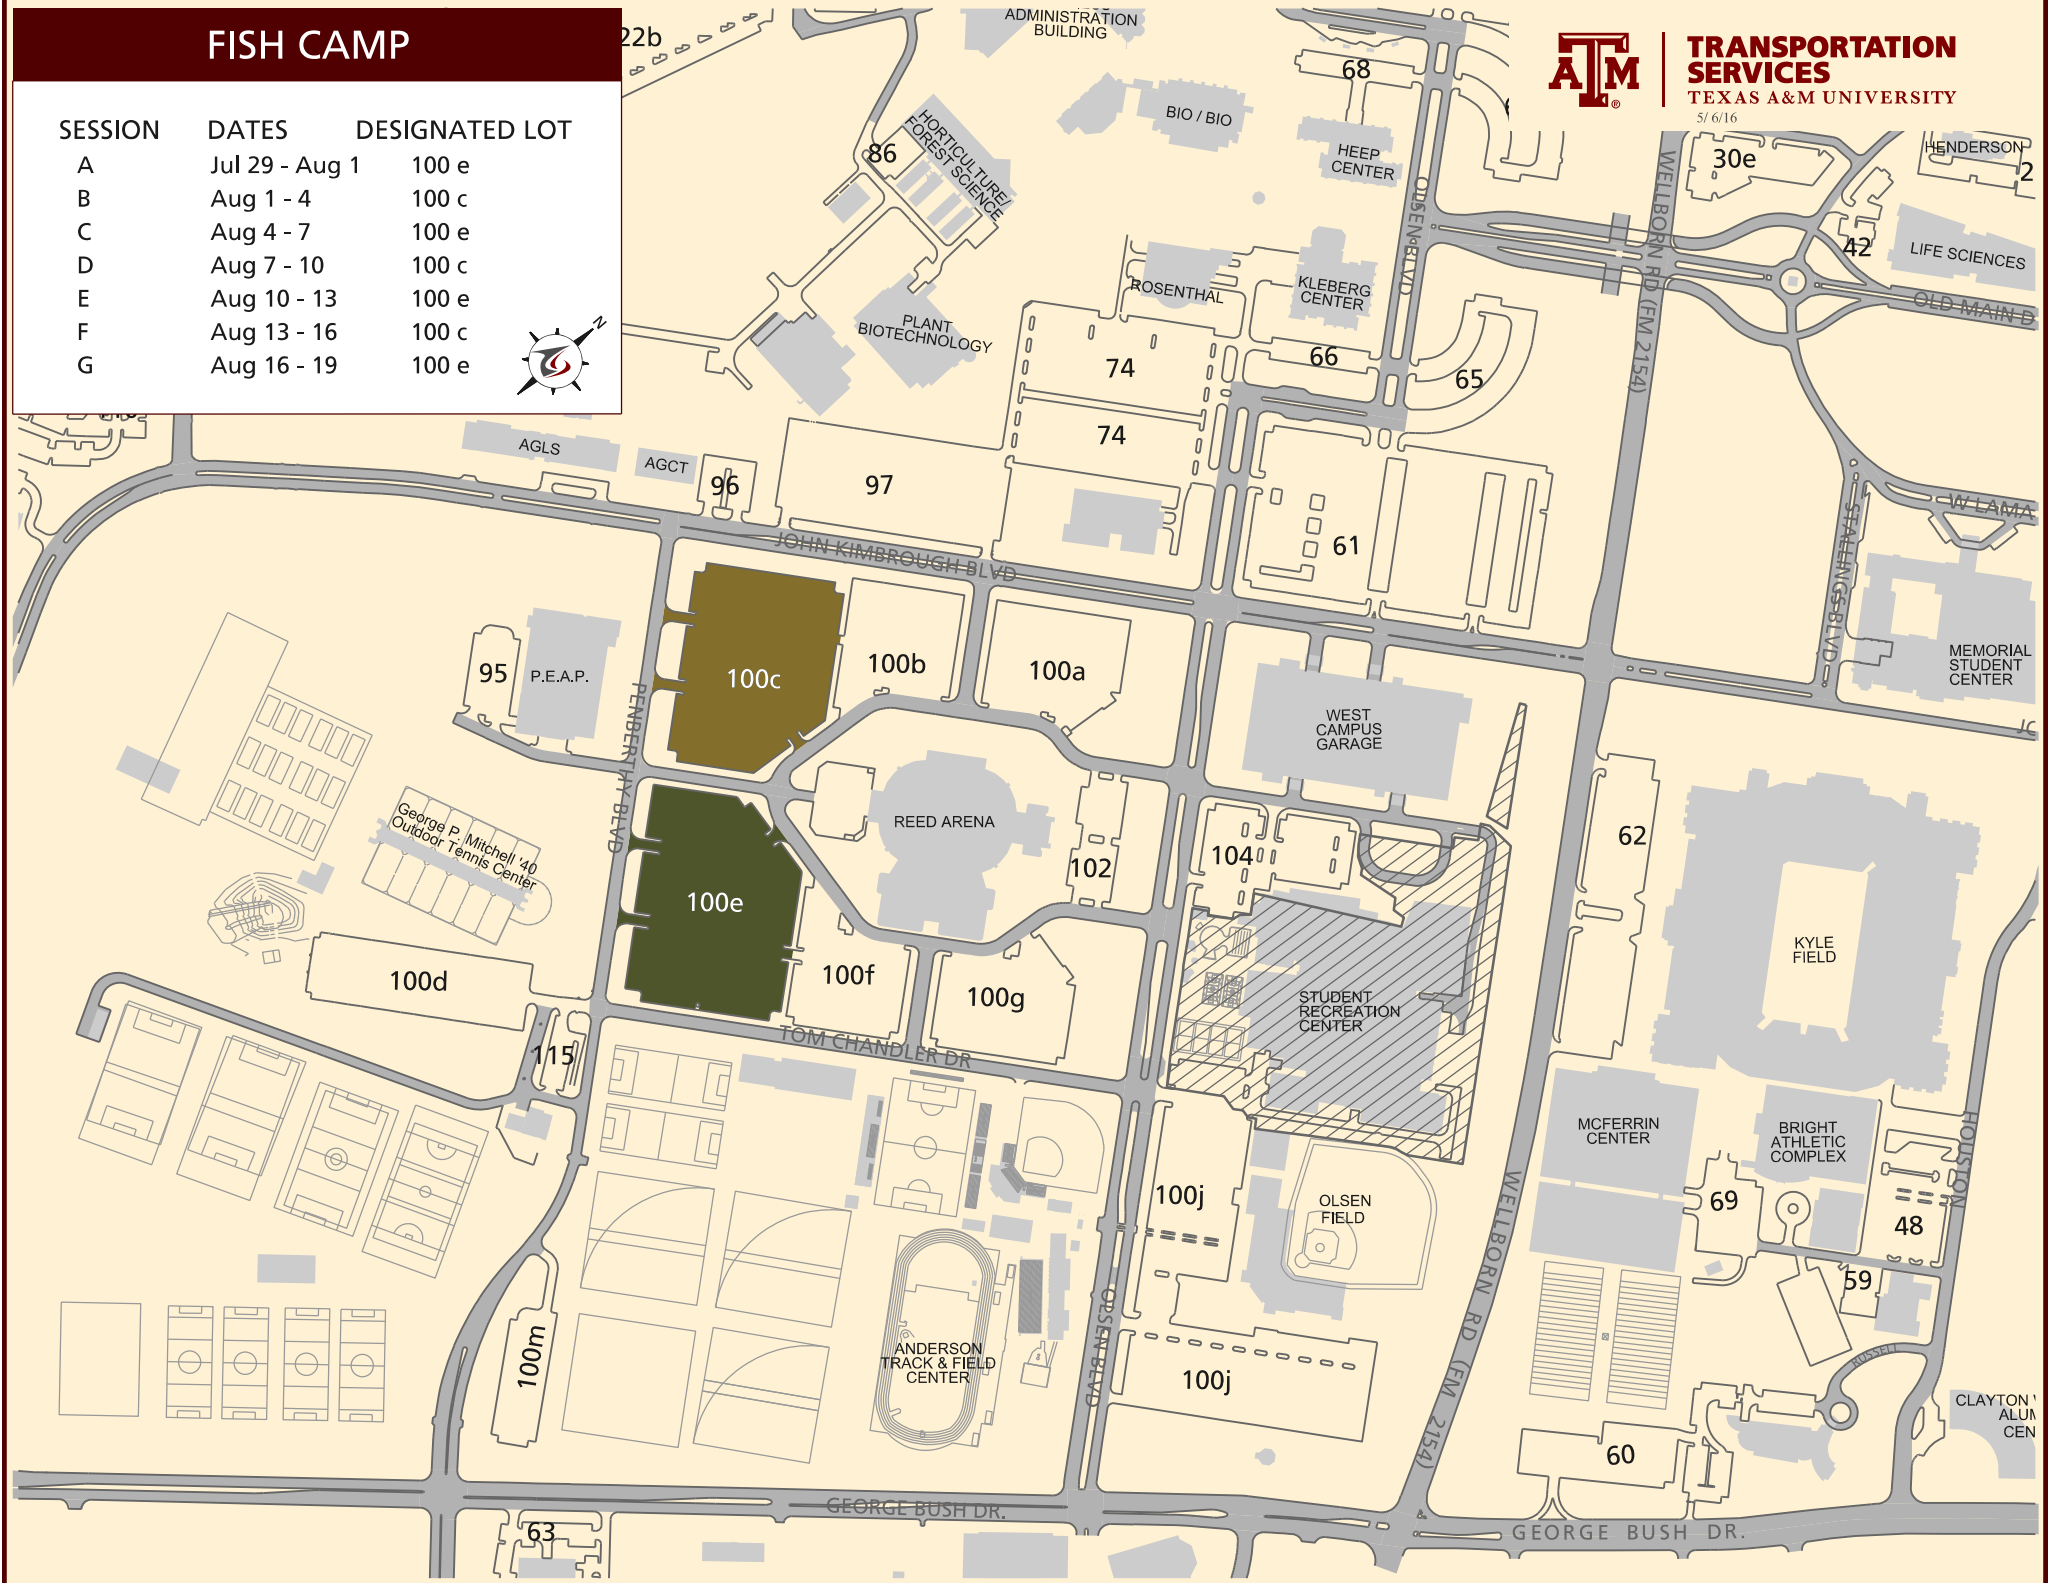 FISH CAMP
SESSION DATES DESIGNATED LOT
A Jul 29 - Aug 1 100 e
B Aug 1 - 4 100 c
C Aug 4 - 7 100 e
D Aug 7 - 10 100 c
E Aug 10 - 13 100 e
F Aug 13 - 16 100 c
G Aug 16 - 19 100 e
N
22b
ADMINISTRATION
BUILDING
68
ATM
®
TRANSPORTATION
SERVICES
TEXAS A&M UNIVERSITY
5/ 6/16
BIO / BIO
HORTICULTURE/
FOREST SCIENCE
86
HEEP
CENTER
30e
HENDERSON
2
42
LIFE SCIENCES
OLD MAIN D
OLSEN BLVD
WELLBORN RD (FM 2154)
ROSENTHAL
KLEBERG
CENTER
PLANT
BIOTECHNOLOGY
74
66
65
74
AGLS
AGCT
96
97
61
W LAMA
STALLINGS BLVD
JOHN KIMBROUGH BLVD
MEMORIAL
STUDENT
CENTER
95
P.E.A.P.
100c
100b
100a
WEST
CAMPUS
GARAGE
JO
PENBERTHY BLVD
George P. Mitchell '40
Outdoor Tennis Center
REED ARENA
102
104
62
100e
KYLE
FIELD
100d
100f
100g
STUDENT
RECREATION
CENTER
115
TOM CHANDLER DR
MCFERRIN
CENTER
BRIGHT
ATHLETIC
COMPLEX
HOUSTON
100j
OLSEN
FIELD
69
48
59
WELLBORN RD (FM 2154)
OLSEN BLVD
100m
ANDERSON
TRACK & FIELD
CENTER
100j
RUSSELL
CLAYTON
ALUM
CEN
60
GEORGE BUSH DR.
63
GEORGE BUSH DR.